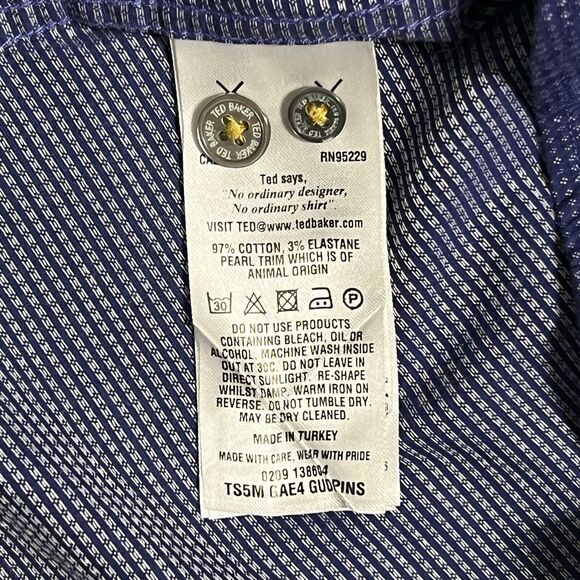 TED BAKER TED BAKER
CA RN95229
Ted says,
"No ordinary designer,
No ordinary shirt".
VISIT TED@www.tedbaker.com
97% COTTON, 3% ELASTANE
PEARL TRIM WHICH IS OF
ANIMAL ORIGIN
30 P
DO NOT USE PRODUCTS
CONTAINING BLEACH, OIL OR
ALCOHOL. MACHINE WASH INSIDE
OUT AT 30C. DO NOT LEAVE IN
DIRECT SUNLIGHT. RE-SHAPE
WHILST DAMP. WARM IRON ON
REVERSE. DO NOT TUMBLE DRY.
MAY BE DRY CLEANED.
MADE IN TURKEY
MADE WITH CARE, WEAR WITH PRIDE
0209 138604
TS5M GAE4 GUDPINS